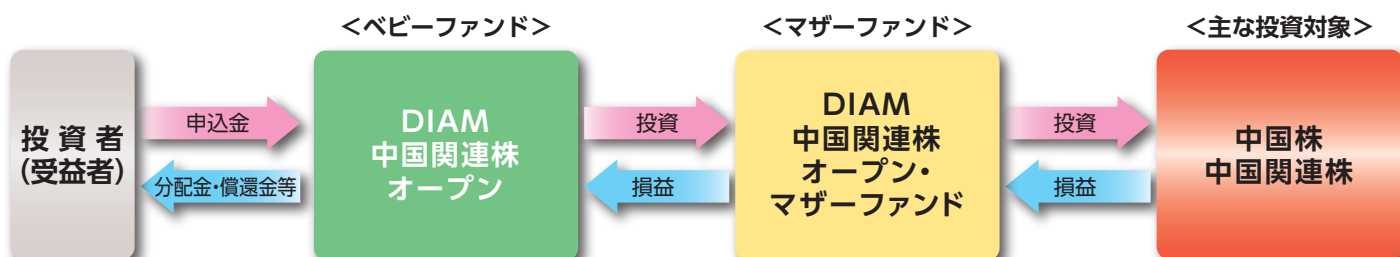 <ベビーファンド>
<マザーファンド>
<主な投資対象>
投資者
(受益者)
申込金
分配金・償還金等
DIAM
中国関連株
オープン
投資
損益
DIAM
中国関連株
オープン・
マザーファンド
投資
損益
中国株
中国関連株